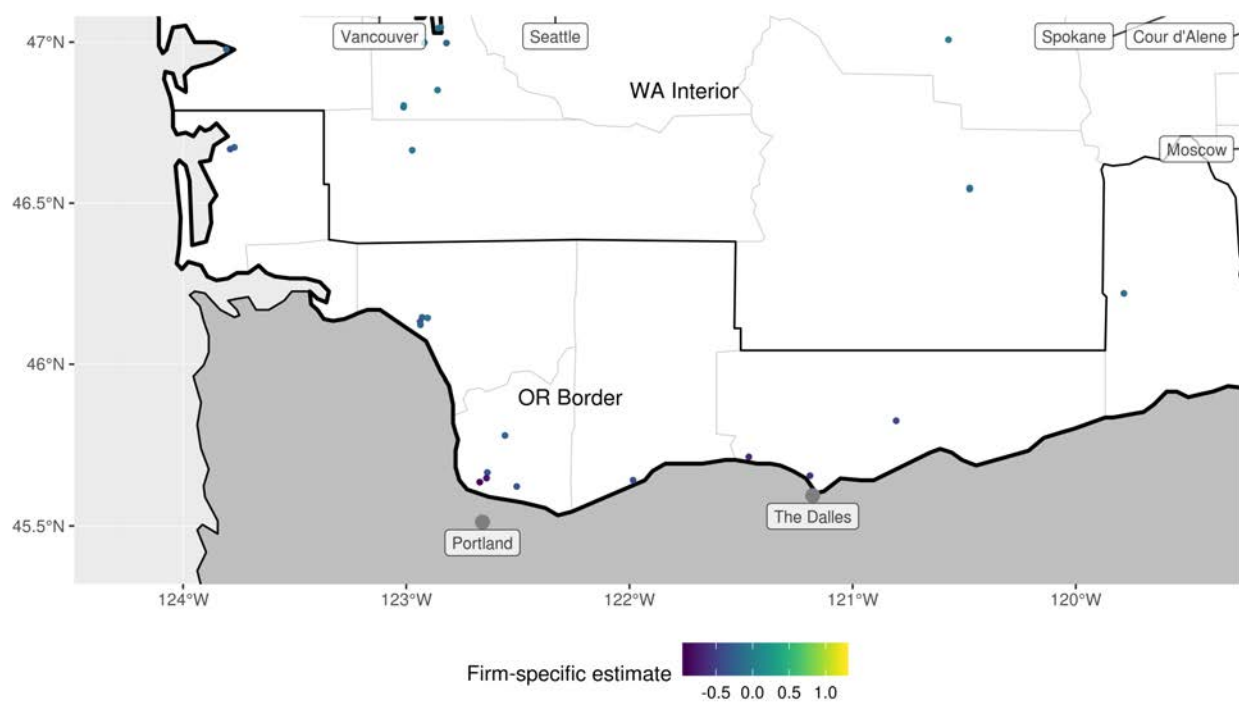 47°N
46.5°N
46°N
45.5°N
Vancouver
Seattle
Spokane
Cour d'Alene
WA Interior
Moscow
OR Border
The Dalles
Portland
124°W
123°W
122°W
121°W
120°W
Firm-specific estimate
-0.5 0.0 0.5 1.0